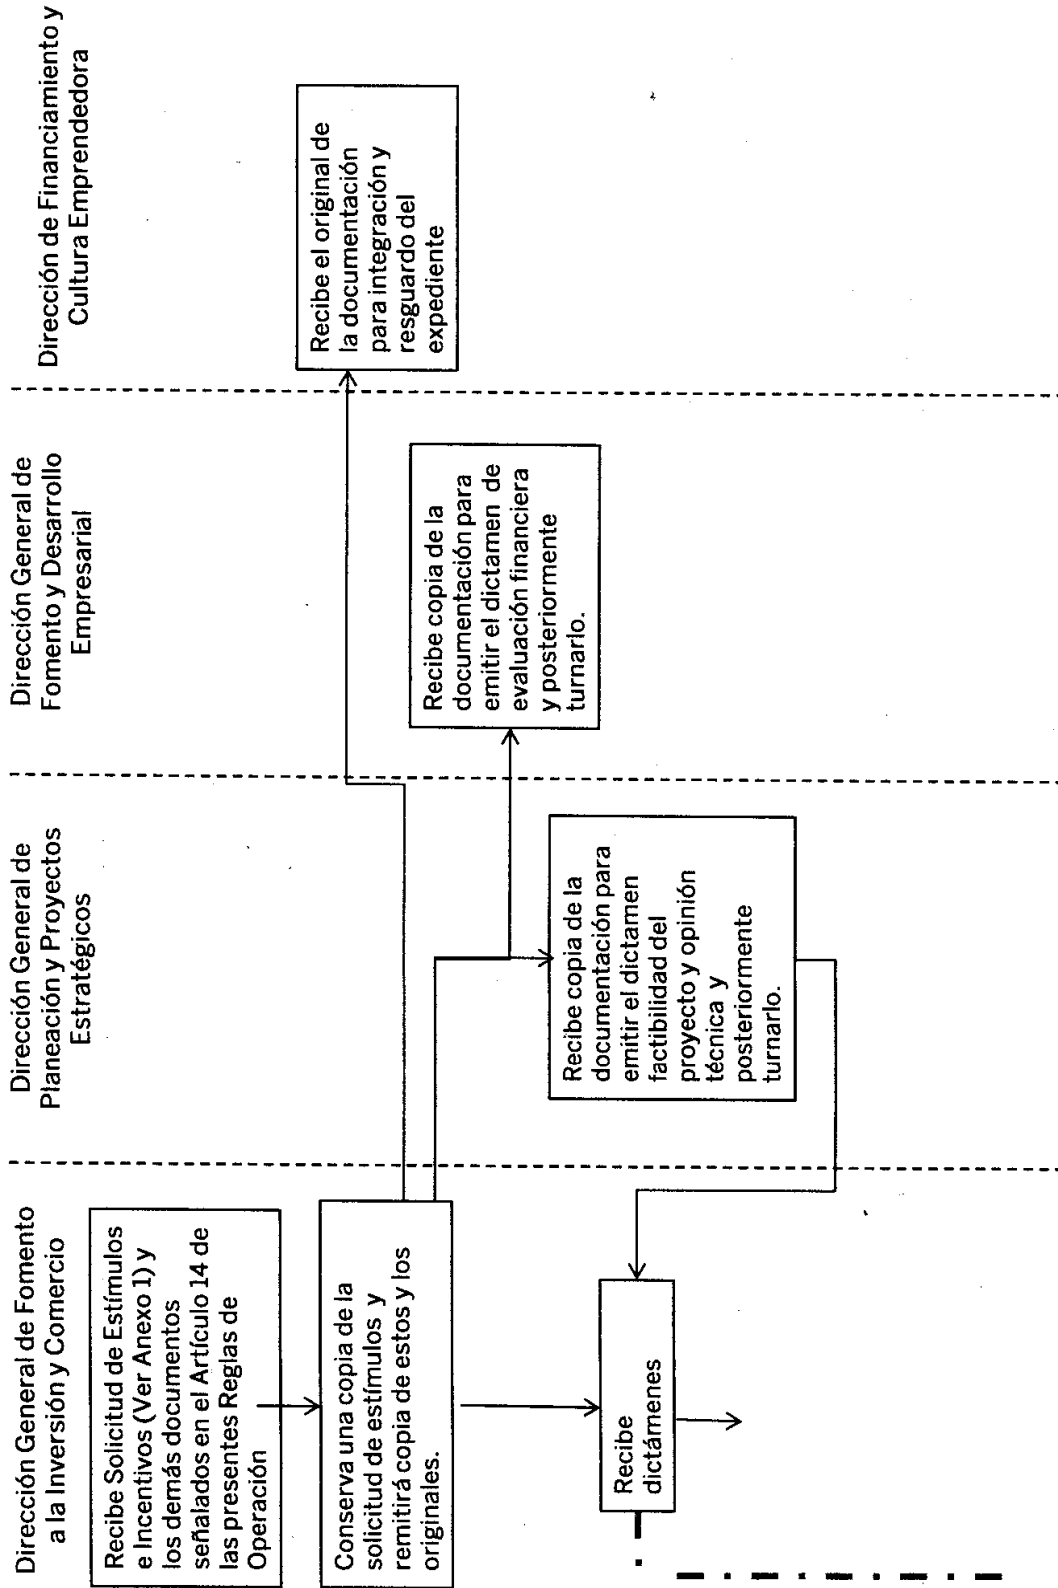 Dirección General de Fomento
a la Inversión y Comercio
Dirección General de
Planeación y Proyectos
Estratégicos
Dirección General de
Fomento y Desarrollo
Empresarial
Dirección de Financiamiento y
Cultura Emprendedora
Recibe Solicitud de Estímulos
e Incentivos (Ver Anexo 1) y
los demás documentos
señalados en el Artículo 14 de
las presentes Reglas de
Operación
Conserva una copia de la
solicitud de estímulos y
remitirá copia de estos y los
originales.
Recibe el original de
la documentación
para integración y
resguardo del
expediente
Recibe copia de la
documentación para
emitir el dictamen de
evaluación financiera
y posteriormente
turnarlo.
Recibe copia de la
documentación para
emitir el dictamen
factibilidad del
proyecto y opinión
técnica y
posteriormente
turnarlo.
Recibe
dictámenes